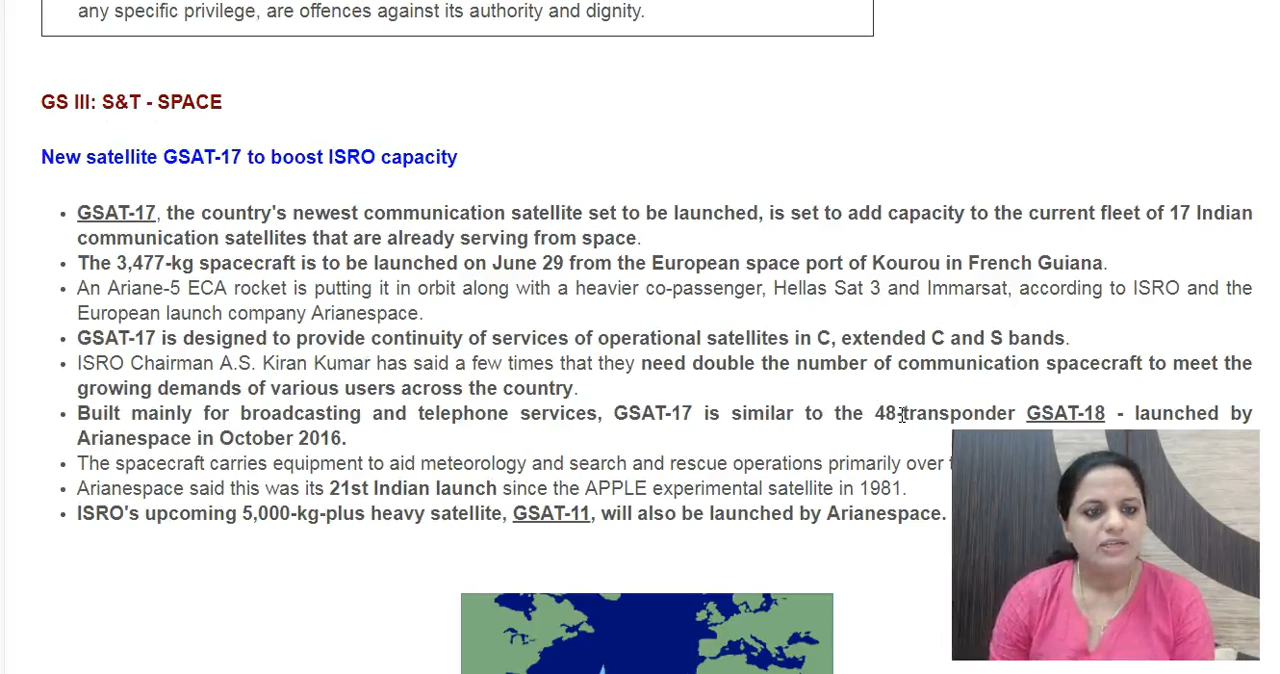 any specific privilege, are offences against its authority and dignity.
GS III: S&T - SPACE
New satellite GSAT-17 to boost ISRO capacity
• GSAT-17, the country's newest communication satellite set to be launched, is set to add capacity to the current fleet of 17 Indian
communication satellites that are already serving from space.
• The 3,477-kg spacecraft is to be launched on June 29 from the European space port of Kourou in French Guiana.
• An Ariane-5 ECA rocket is putting it in orbit along with a heavier co-passenger, Hellas Sat 3 and Immarsat, according to ISRO and the
European launch company Arianespace.
• GSAT-17 is designed to provide continuity of services of operational satellites in C, extended C and S bands.
• ISRO Chairman A.S. Kiran Kumar has said a few times that they need double the number of communication spacecraft to meet the
growing demands of various users across the country.
• Built mainly for broadcasting and telephone services, GSAT-17 is similar to the 48-transponder GSAT-18 - launched by
Arianespace in October 2016.
• The spacecraft carries equipment to aid meteorology and search and rescue operations primarily over
• Arianespace said this was its 21st Indian launch since the APPLE experimental satellite in 1981.
• ISRO's upcoming 5,000-kg-plus heavy satellite, GSAT-11, will also be launched by Arianespace.